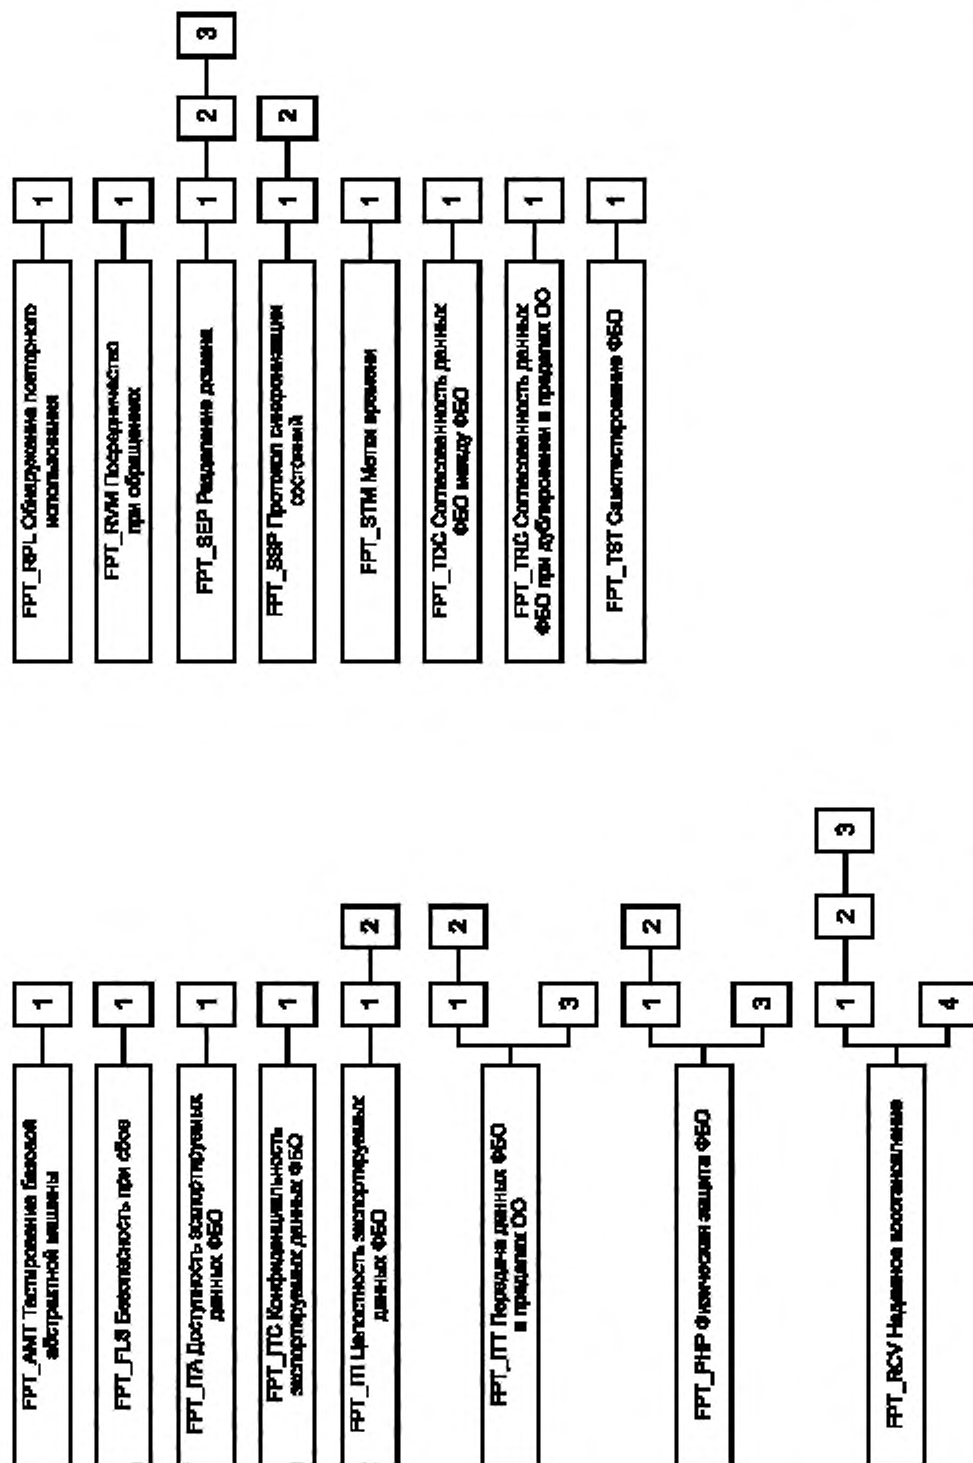 FPT_AMT Тестирование базовой
абстрактной машины
1
FPT_FLS Безопасность при сбое
1
FPT_ITA Доступность экспортируемых
данных ФБО
1
FPT_ITC Конфиденциальность
экспортируемых данных ФБО
1
FPT_ITI Целостность экспортируемых
данных ФБО
1
2
FPT_ITT Передача данных ФБО
в пределах ОО
1
2
3
FPT_PHP Физическая защита ФБО
1
2
3
FPT_RCV Надежное восстановление
1
2
3
4
FPT_RPL Обнаружение повторного
использования
1
FPT_RVM Посредничество
при обращениях
1
FPT_SEP Разделение домена
1
2
3
FPT_SSP Протокол синхронизации
состояний
1
2
FPT_STM Метки времени
1
FPT_TDC Согласованность данных
ФБО между ФБО
1
FPT_TRC Согласованность данных
ФБО при дублировании в пределах ОО
1
FPT_TST Самотестирование ФБО
1